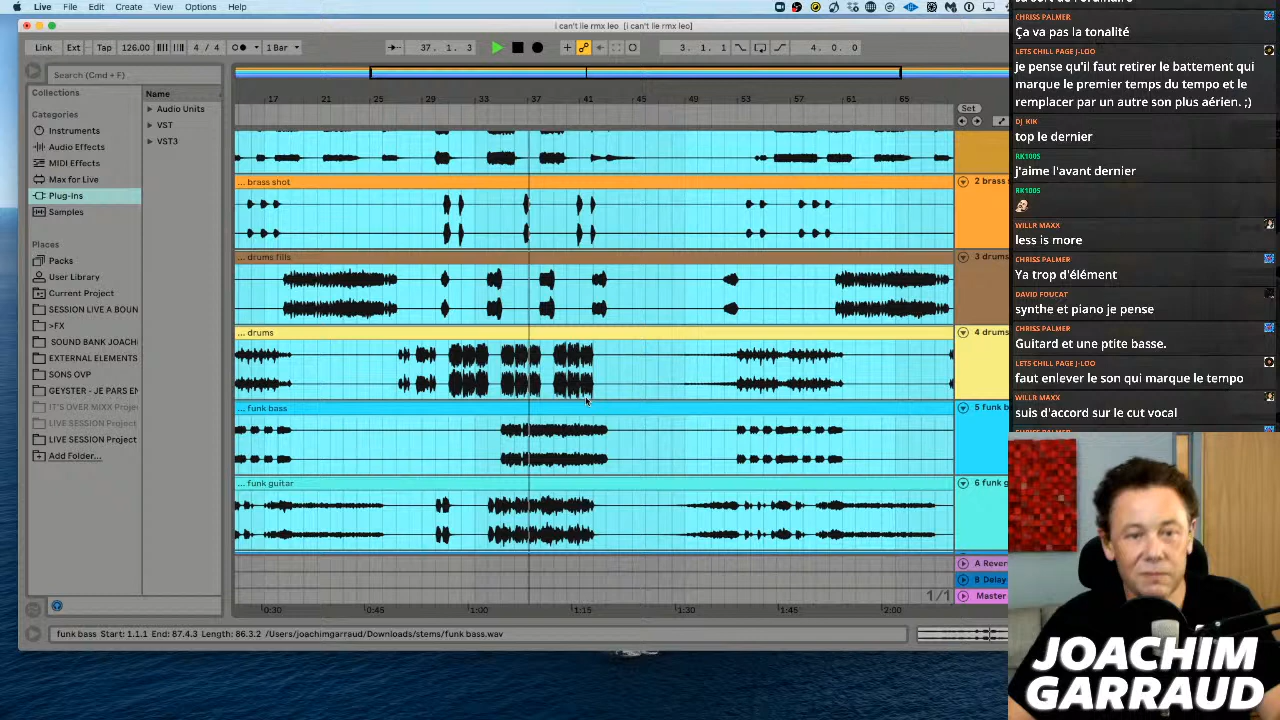 Live File Edit Create View Options Help
i can't lie rmx leo [i can't lie rmx leo]
Link Ext Tap 126.00 4 / 4 1 Bar 37. 1. 3 3. 1. 1 4. 0. 0
Search (Cmd + F)
Collections
Categories
Instruments
Audio Effects
MIDI Effects
Max for Live
Plug-Ins
Samples
Places
Packs
User Library
Current Project
SESSION LIVE A BOUN
>FX
SOUND BANK JOACHI
EXTERNAL ELEMENTS
SONS OVP
GEYSTER - JE PARS EN
IT'S OVER MIXX Proje
LIVE SESSION Project
LIVE SESSION Project
Add Folder...
Name
Audio Units
VST
VST3
17 21 25 29 33 37 41 45 49 53 57 61 65
Set
... brass shot
2 brass
... drums fills
3 drums
... drums
4 drums
... funk bass
5 funk b
... funk guitar
6 funk g
A Rever
B Delay
Master
1/1
0:30 0:45 1:00 1:15 1:30 1:45 2:00
funk bass Start: 1.1.1 End: 87.4.3 Length: 86.3.2 /Users/joachimgarraud/Downloads/stems/funk bass.wav
CHRISS PALMER
Ça va pas la tonalité
LETS CHILL PAGE J-LOO
je pense qu'il faut retirer le battement qui
marque le premier temps du tempo et le
remplacer par un autre son plus aérien. ;)
DJ KIK
top le dernier
RK100S
j'aime l'avant dernier
RK100S
WILLR MAXX
less is more
CHRISS PALMER
Ya trop d'élément
DAVID FOUCAT
synthe et piano je pense
CHRISS PALMER
Guitard et une ptite basse.
LETS CHILL PAGE J-LOO
faut enlever le son qui marque le tempo
WILLR MAXX
suis d'accord sur le cut vocal
JOACHIM
GARRAUD